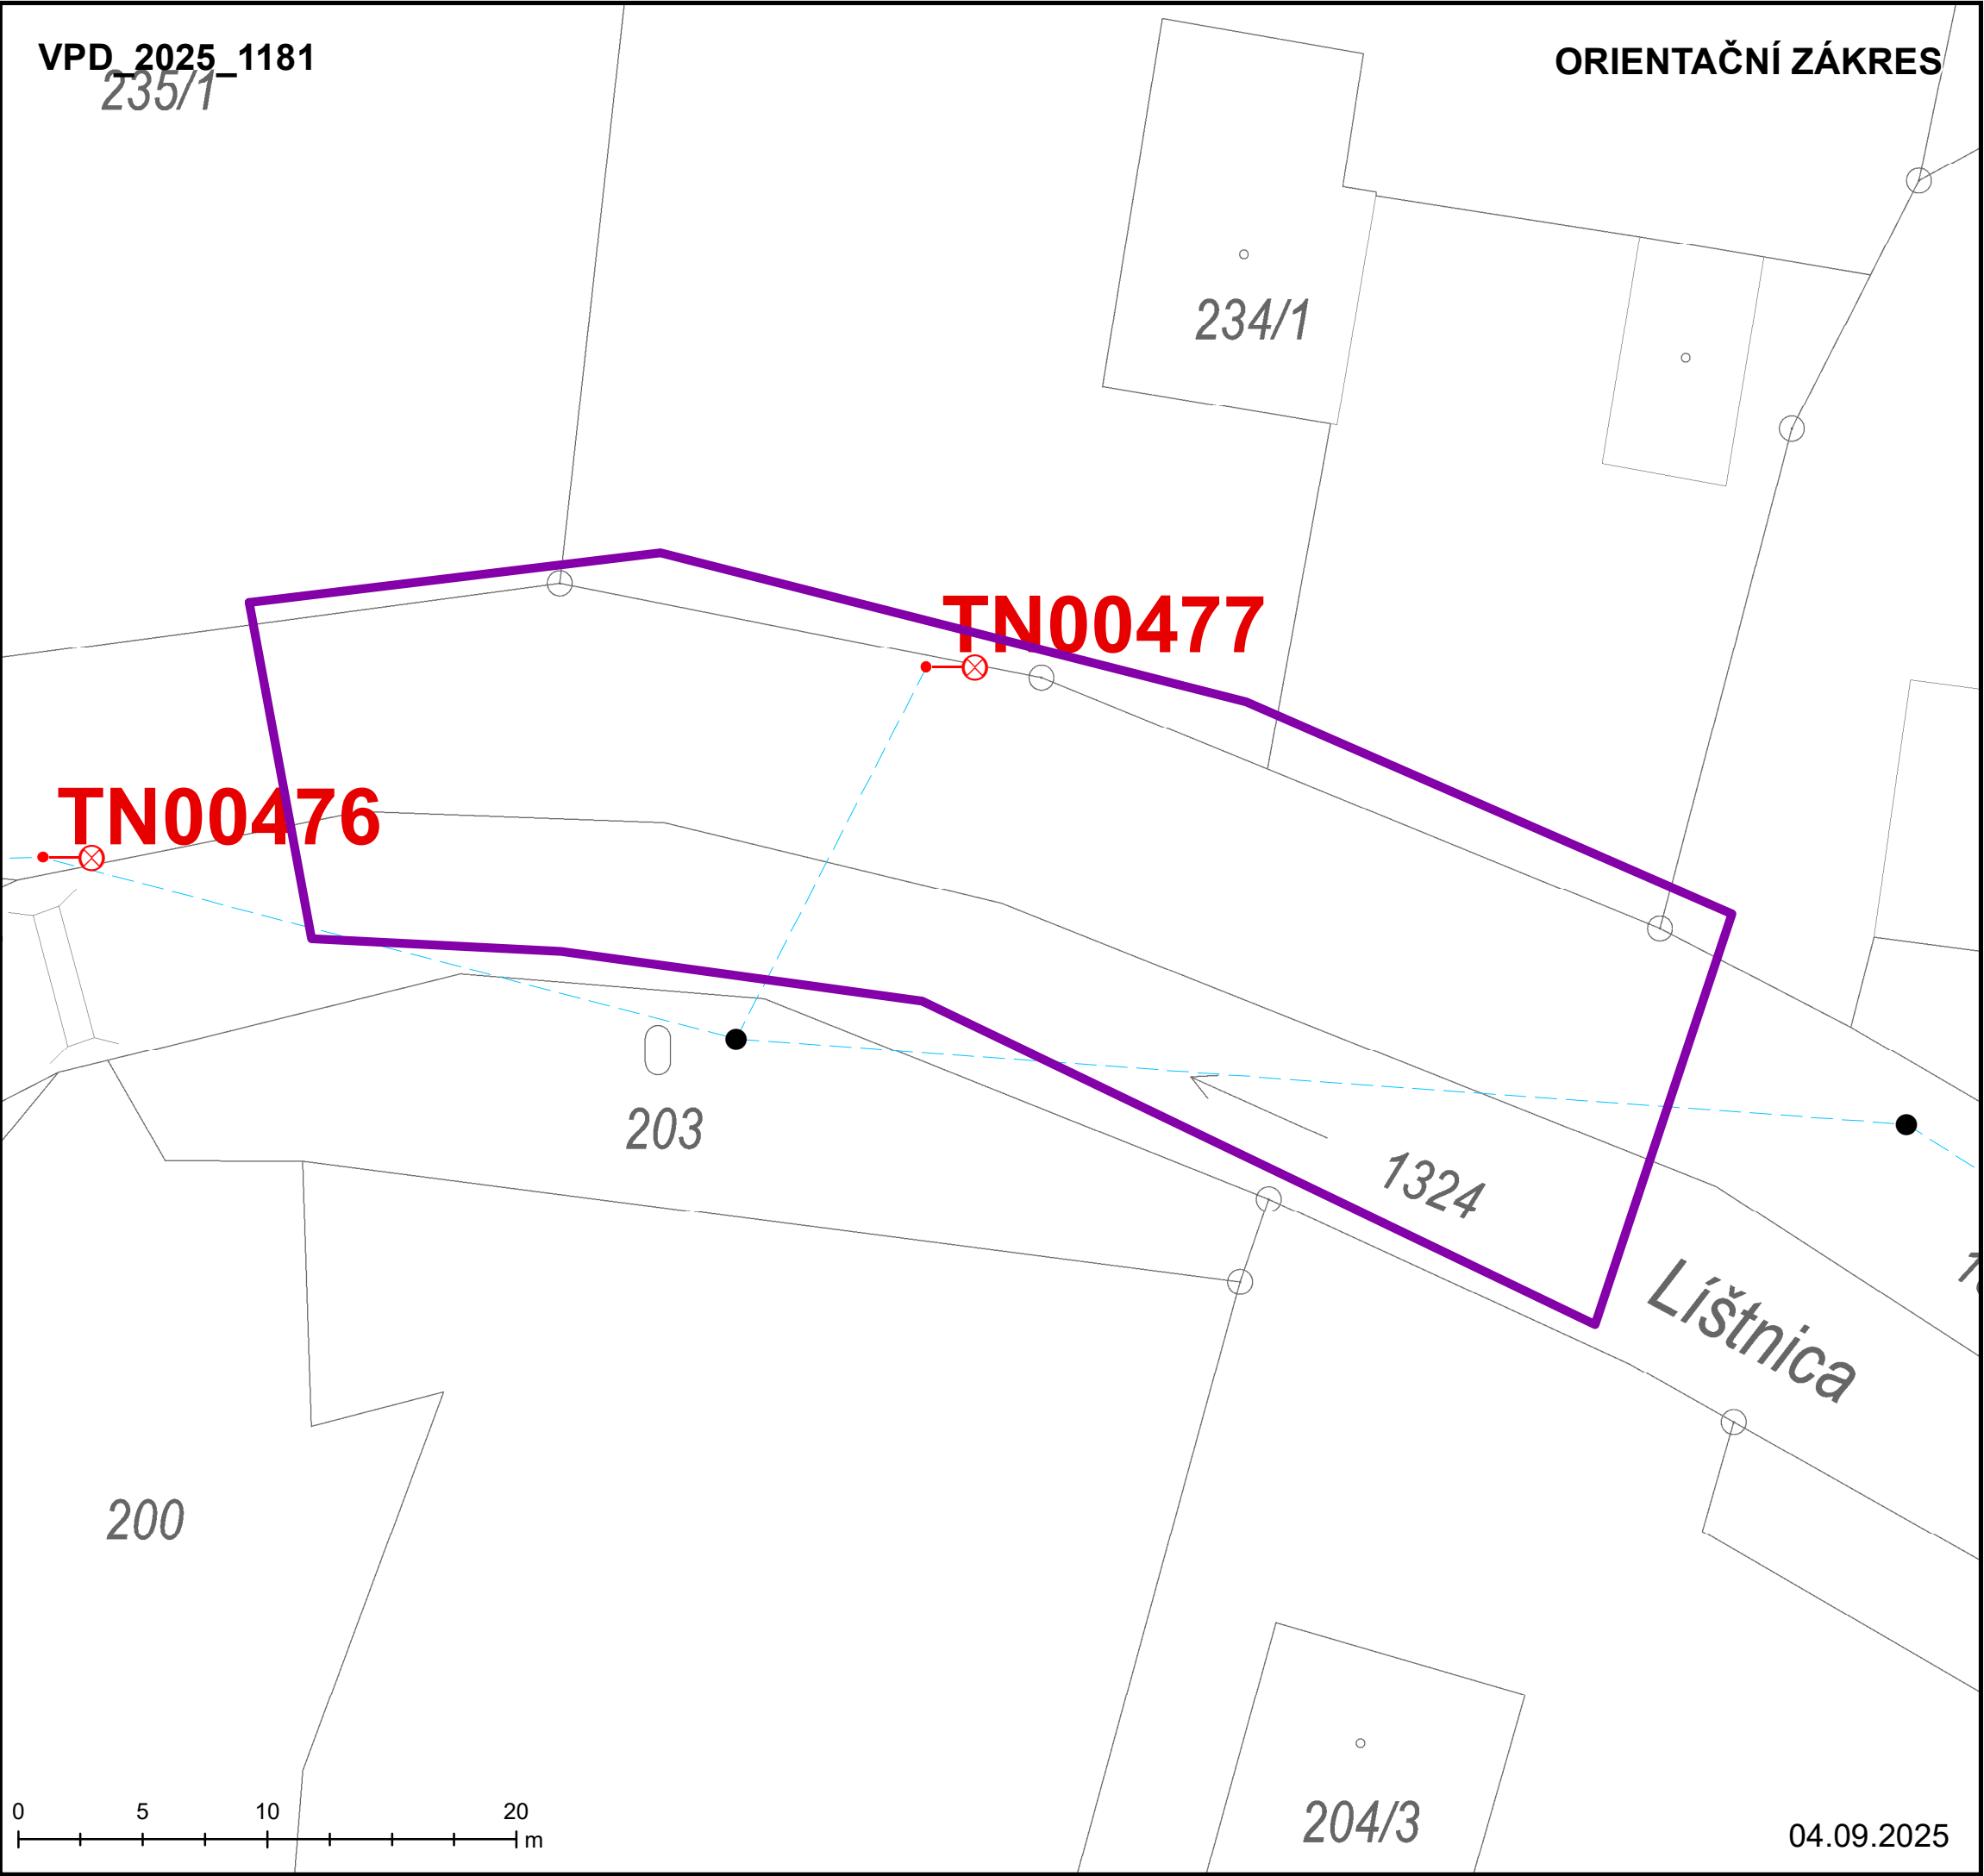 VPD_2025_1181
ORIENTAČNÍ ZÁKRES
235/1
234/1
TN00477
TN00476
203
1324
Líštnica
200
204/3
0 5 10 20 m
04.09.2025